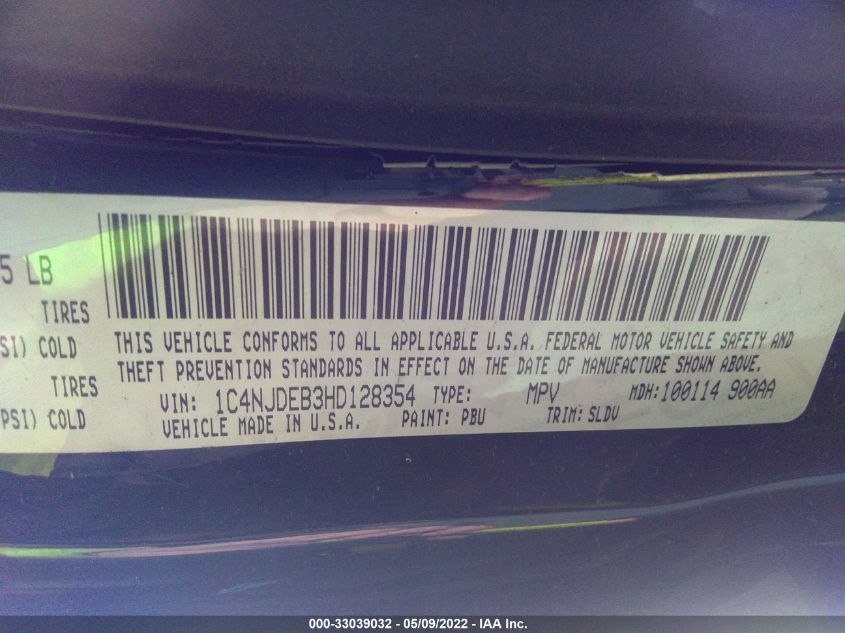 5 LB
TIRES
SI) COLD
TIRES
PSI) COLD
THIS VEHICLE CONFORMS TO ALL APPLICABLE U.S.A. FEDERAL MOTOR VEHICLE SAFETY AND
THEFT PREVENTION STANDARDS IN EFFECT ON THE DATE OF MANUFACTURE SHOWN ABOVE.
VIN: 1C4NJDEB3HD128354 TYPE: MPV MDH: 100114 900AA
VEHICLE MADE IN U.S.A. PAINT: PBU TRIM: SLDV
000-33039032 - 05/09/2022 - IAA Inc.